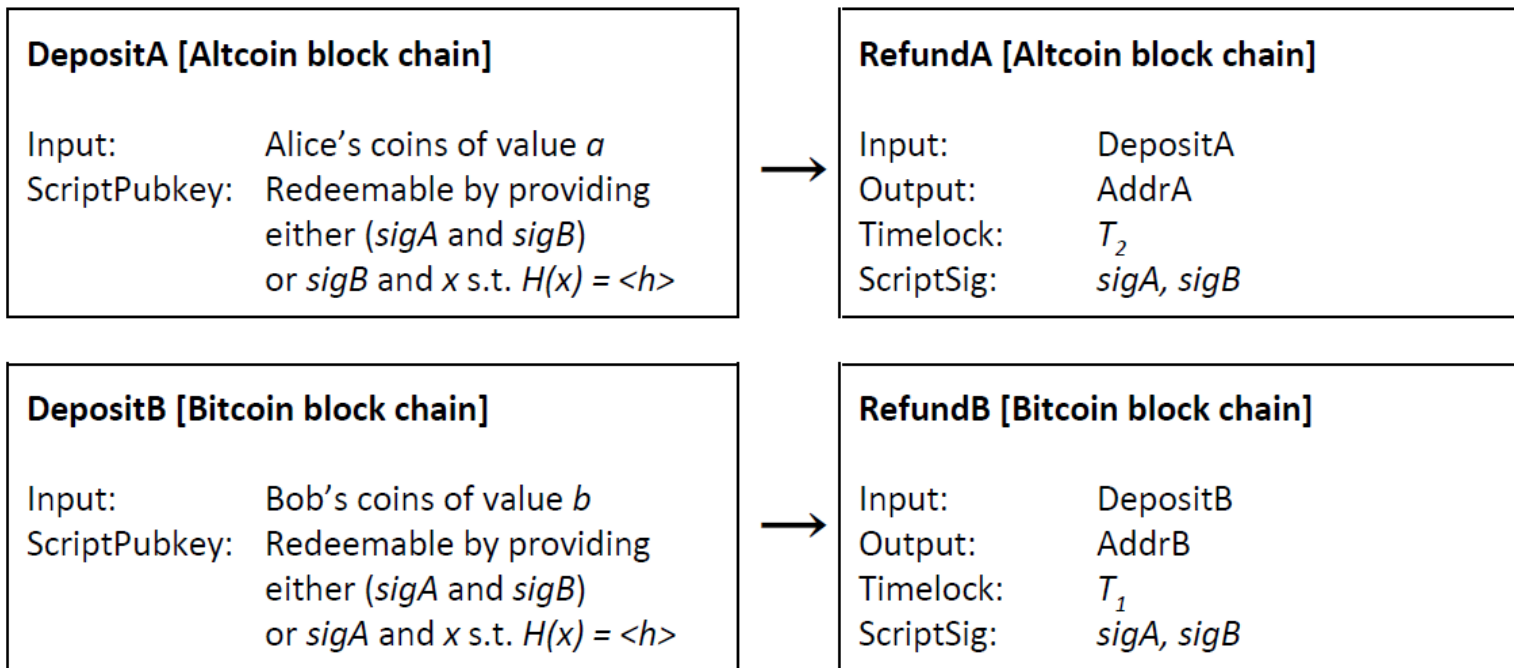 DepositA [Altcoin block chain]
Input: Alice's coins of value a
ScriptPubkey: Redeemable by providing
either (sigA and sigB)
or sigB and x s.t. H(x) = <h>
RefundA [Altcoin block chain]
Input: DepositA
Output: AddrA
Timelock: T₂
ScriptSig: sigA, sigB
DepositB [Bitcoin block chain]
Input: Bob's coins of value b
ScriptPubkey: Redeemable by providing
either (sigA and sigB)
or sigA and x s.t. H(x) = <h>
RefundB [Bitcoin block chain]
Input: DepositB
Output: AddrB
Timelock: T₁
ScriptSig: sigA, sigB